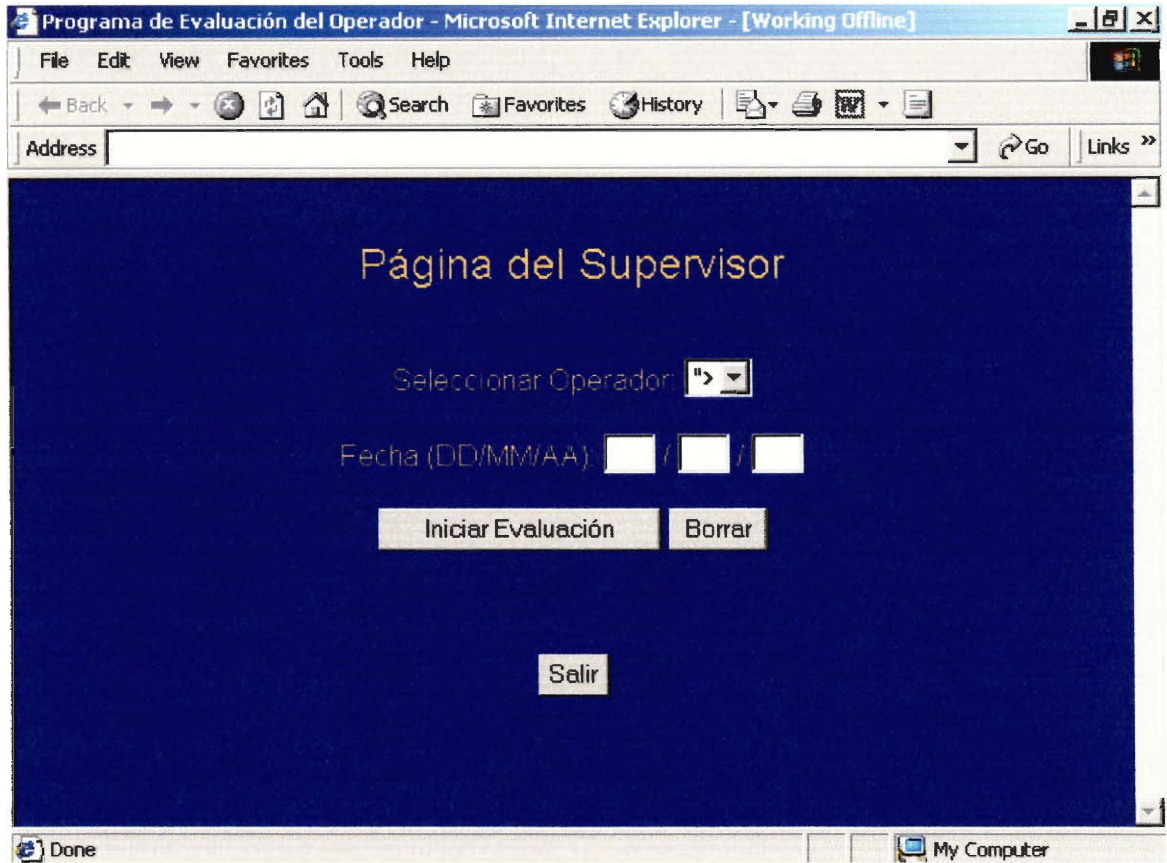 Programa de Evaluación del Operador - Microsoft Internet Explorer - [Working Offline]
File Edit View Favorites Tools Help
Back Search Favorites History
Address Go Links »
Página del Supervisor
Seleccionar Operador: ">
Fecha (DD/MM/AA): / /
Iniciar Evaluación Borrar
Salir
Done My Computer